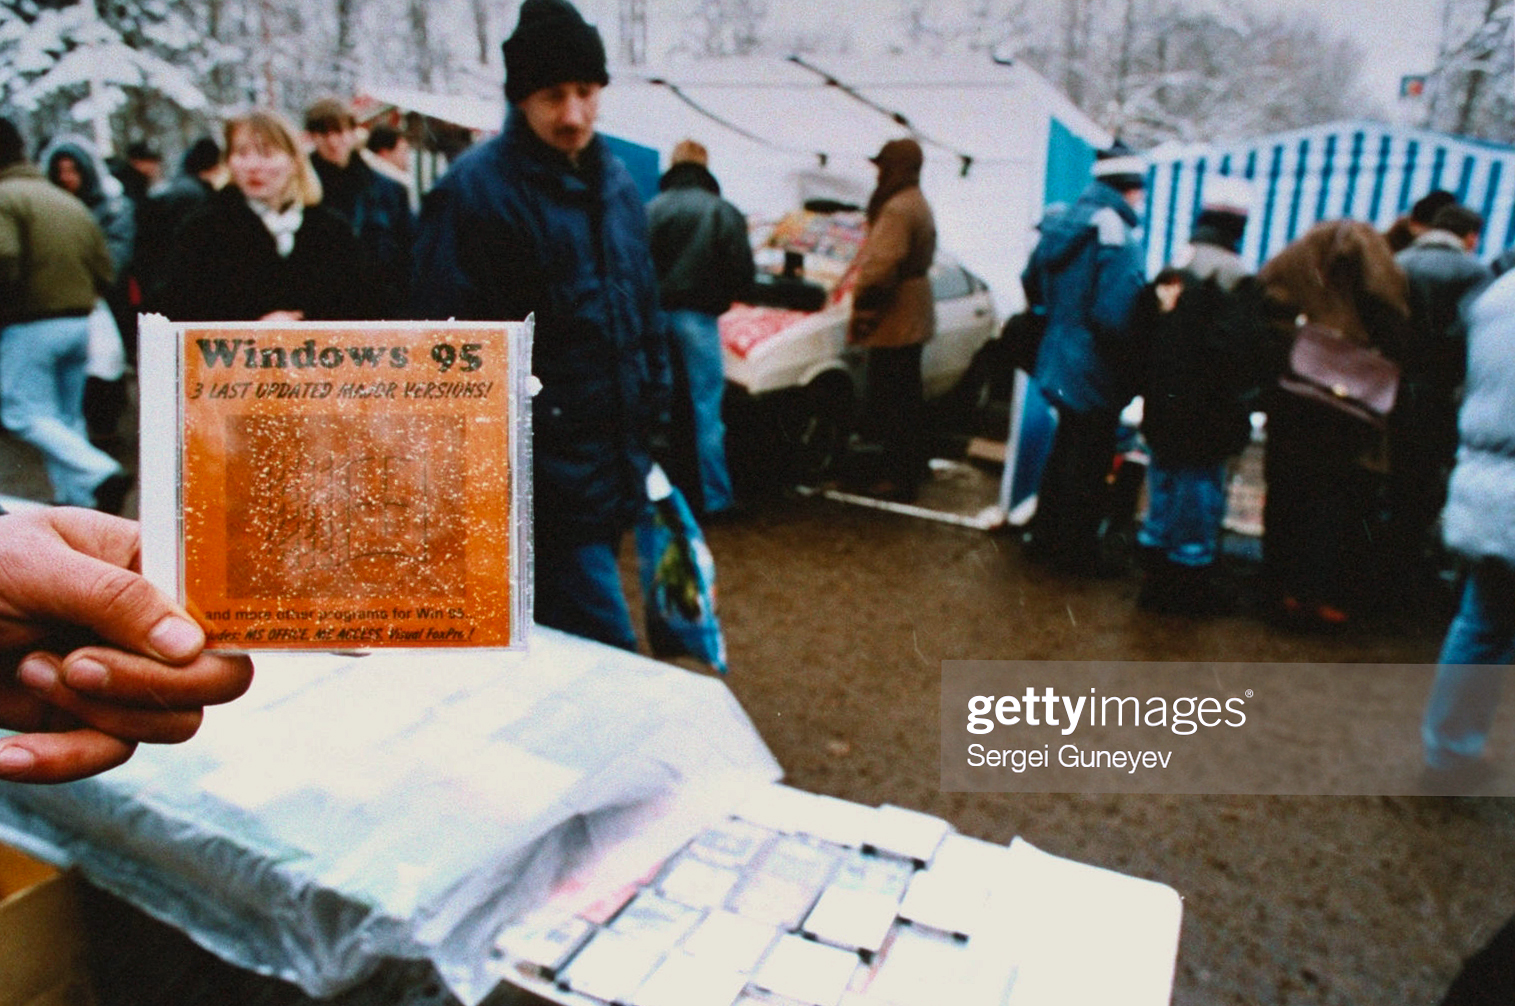 Windows 95
3 LAST UPDATED MAJOR VERSIONS!
and more other programs for Win 95.
MS OFFICE, MS ACCESS, Visual FoxPro !
gettyimages®
Sergei Guneyev